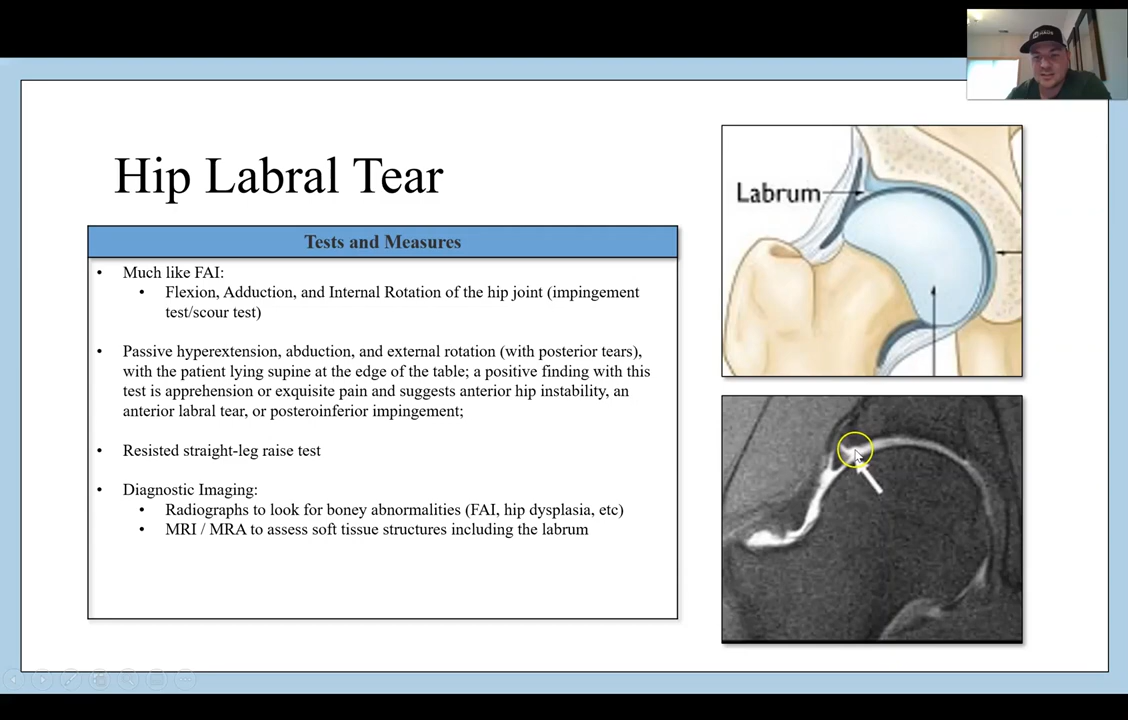 Hip Labral Tear
Tests and Measures
• Much like FAI:
• Flexion, Adduction, and Internal Rotation of the hip joint (impingement
test/scour test)
• Passive hyperextension, abduction, and external rotation (with posterior tears),
with the patient lying supine at the edge of the table; a positive finding with this
test is apprehension or exquisite pain and suggests anterior hip instability, an
anterior labral tear, or posteroinferior impingement;
• Resisted straight-leg raise test
• Diagnostic Imaging:
• Radiographs to look for boney abnormalities (FAI, hip dysplasia, etc)
• MRI / MRA to assess soft tissue structures including the labrum
Labrum